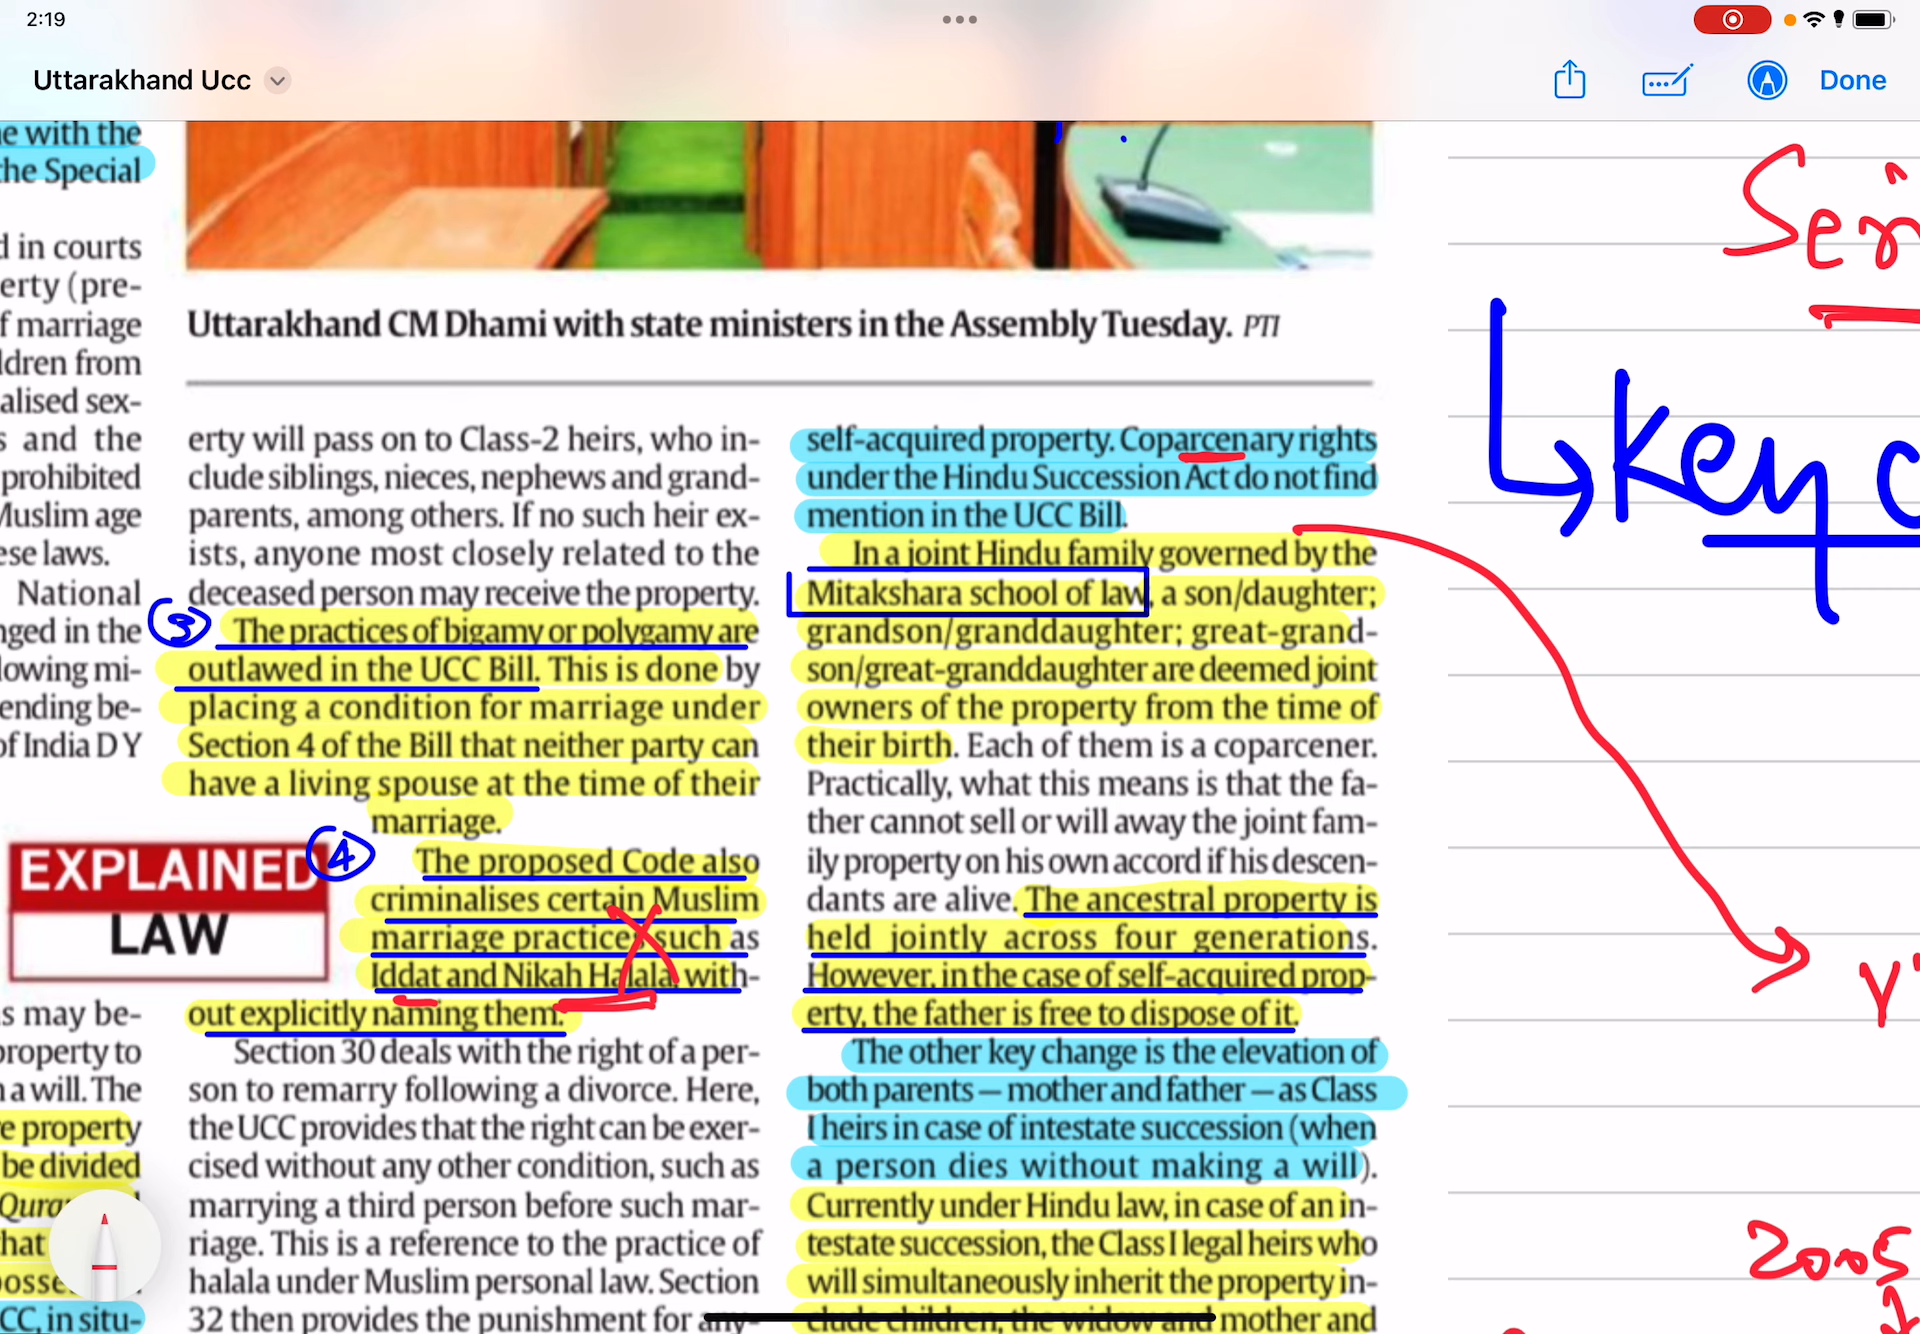 2:19
Uttarakhand Ucc
Done
e with the
the Special
d in courts
erty (pre-
f marriage
ldren from
alised sex-
s and the
prohibited
Muslim age
ese laws.
National
nged in the
lowing mi-
ending be-
of India D Y
EXPLAINED
LAW
s may be-
property to
n a will. The
e property
be divided
Qura
hat
posse
CC, in situ-
Uttarakhand CM Dhami with state ministers in the Assembly Tuesday. PTI
erty will pass on to Class-2 heirs, who in-
clude siblings, nieces, nephews and grand-
parents, among others. If no such heir ex-
ists, anyone most closely related to the
deceased person may receive the property.
3
The practices of bigamy or polygamy are
outlawed in the UCC Bill. This is done by
placing a condition for marriage under
Section 4 of the Bill that neither party can
have a living spouse at the time of their
marriage.
4
The proposed Code also
criminalises certain Muslim
marriage practices such as
Iddat and Nikah Halala, with-
out explicitly naming them.
Section 30 deals with the right of a per-
son to remarry following a divorce. Here,
the UCC provides that the right can be exer-
cised without any other condition, such as
marrying a third person before such mar-
riage. This is a reference to the practice of
halala under Muslim personal law. Section
32 then provides the punishment for any-
self-acquired property. Coparcenary rights
under the Hindu Succession Act do not find
mention in the UCC Bill.
In a joint Hindu family governed by the
Mitakshara school of law, a son/daughter;
grandson/granddaughter; great-grand-
son/great-granddaughter are deemed joint
owners of the property from the time of
their birth. Each of them is a coparcener.
Practically, what this means is that the fa-
ther cannot sell or will away the joint fam-
ily property on his own accord if his descen-
dants are alive. The ancestral property is
held jointly across four generations.
However, in the case of self-acquired prop-
erty, the father is free to dispose of it.
The other key change is the elevation of
both parents – mother and father – as Class
I heirs in case of intestate succession (when
a person dies without making a will).
Currently under Hindu law, in case of an in-
testate succession, the Class I legal heirs who
will simultaneously inherit the property in-
clude children, the widow and mother and
Seri
key c
2005